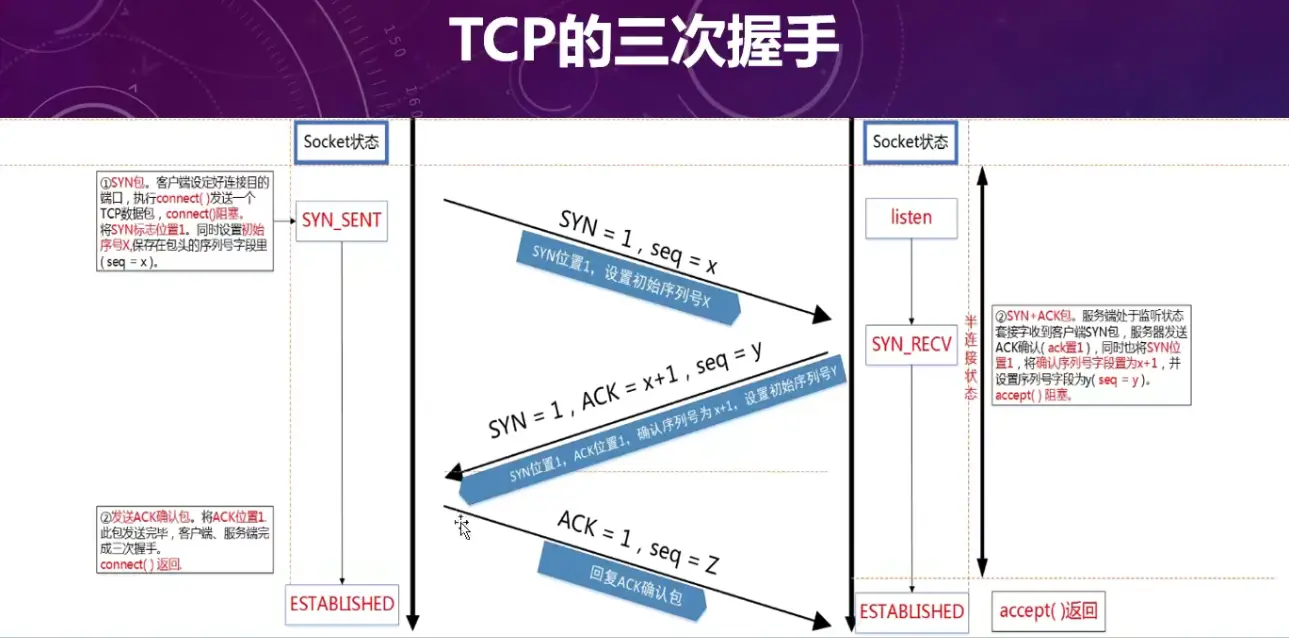 TCP的三次握手
Socket状态
Socket状态
①SYN包。客户端设定好连接目的
端口，执行connect( )发送一个
TCP数据包，connect()阻塞。
将SYN标志位置1。同时设置初始
序号X,保存在包头的序列号字段里
( seq = x )。
SYN_SENT
SYN = 1 , seq = x
SYN位置1，设置初始序列号X
listen
SYN_RECV
半连接状态
②SYN+ACK包。服务端处于监听状态
套接字收到客户端SYN包，服务器发送
ACK确认( ack置1 )，同时也将SYN位
置1，将确认序列号字段置为x+1，并
设置序列号字段为y( seq = y )。
accept( ) 阻塞。
SYN = 1 , ACK = x+1 , seq = y
SYN位置1，ACK位置1，确认序列号为 x+1，设置初始序列号Y
②发送ACK确认包。将ACK位置1.
此包发送完毕，客户端、服务端完
成三次握手。
connect( ) 返回.
ACK = 1 , seq = Z
回复ACK确认包
ESTABLISHED
ESTABLISHED
accept( )返回
150
160